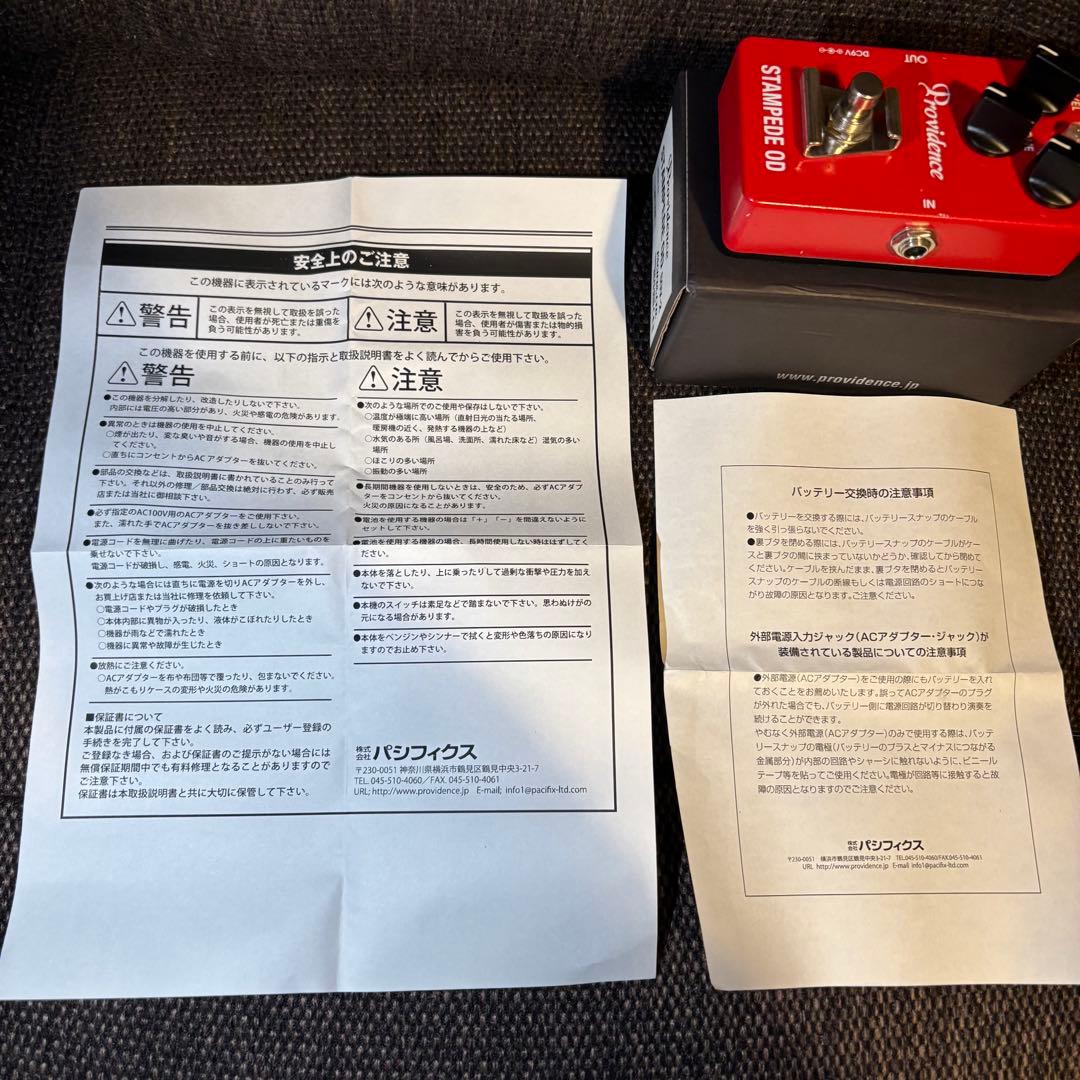 安全上のご注意
この機器に表示されているマークには次のような意味があります。
警告
この表示を無視して取扱を誤った
場合、使用者が死亡または重傷を
負う可能性があります。
注意
この表示を無視して取扱を誤った
場合、使用者が傷害または物的損
害を負う可能性があります。
この機器を使用する前に、以下の指示と取扱説明書をよく読んでからご使用下さい。
警告
●この機器を分解したり、改造したりしないで下さい。
内部には電圧の高い部分があり、火災や感電の危険があります。
●異常のときは機器の使用を中止してください。
○煙が出たり、変な臭いや音がする場合、機器の使用を中止し
てください。
○直ちにコンセントからAC アダプターを抜いてください。
●部品の交換などは、取扱説明書に書かれていることのみ行って
下さい。それ以外の修理／部品交換は絶対に行わず、必ず販売
店または当社に御相談下さい。
●必ず指定のAC100V用のACアダプターをご使用下さい。
また、濡れた手でACアダプターを抜き差ししないで下さい。
●電源コードを無理に曲げたり、電源コードの上に重たいものを
乗せないで下さい。
電源コードが破損し、感電、火災、ショートの原因となります。
●次のような場合には直ちに電源を切りACアダプターを外し、
お買上げ店または当社に修理を依頼して下さい。
○電源コードやプラグが破損したとき
○本体内部に異物が入ったり、液体がこぼれたりしたとき
○機器が雨などで濡れたとき
○機器に異常や故障が生じたとき
●放熱にご注意ください。
○ACアダプターを布や布団等で覆ったり、包まないでください。
熱がこもりケースの変形や火災の危険があります。
■保証書について
本製品に付属の保証書をよく読み、必ずユーザー登録の
手続きを完了して下さい。
ご登録なき場合、および保証書のご提示がない場合には
無償保証期間中でも有料修理となることがありますので
ご注意下さい。
保証書は本取扱説明書と共に大切に保管して下さい。
注意
●次のような場所でのご使用や保存はしないで下さい。
○温度が極端に高い場所（直射日光の当たる場所、
暖房機の近く、発熱する機器の上など）
○水気のある所（風呂場、洗面所、濡れた床など）湿気の多い
場所
○ほこりの多い場所
○振動の多い場所
●長期間機器を使用しないときは、安全のため、必ずACアダプ
ターをコンセントから抜いてください。
火災の原因になることがあります。
●電池を使用する機器の場合は「＋」「－」を間違えないように
セットして下さい。
●電池を使用する機器の場合、長時間使用しない時ははずしてく
ださい。
●本体を落としたり、上に乗ったりして過剰な衝撃や圧力を加え
ないで下さい。
●本機のスイッチは素足などで踏まないで下さい。思わぬけがの
元になる場合があります。
●本体をベンジンやシンナーで拭くと変形や色落ちの原因になり
ますのでお止め下さい。
株式会社 パシフィクス
〒230-0051 神奈川県横浜市鶴見区鶴見中央3-21-7
TEL. 045-510-4060／FAX. 045-510-4061
URL; http://www.providence.jp E-mail; info1@pacifix-ltd.com
DC9V
OUT
STAMPEDE OD
Providence
IN
www.providence.jp
バッテリー交換時の注意事項
●バッテリーを交換する際には、バッテリースナップのケーブル
を強く引っ張らないでください。
●裏ブタを閉める際には、バッテリースナップのケーブルがケー
スと裏ブタの間に挟まっていないかどうか、確認してから閉めて
ください。ケーブルを挟んだまま、裏ブタを閉めるとバッテリー
スナップのケーブルの断線もしくは電源回路のショートにつな
がり故障の原因となります。ご注意ください。
外部電源入力ジャック(ACアダプター・ジャック)が
装備されている製品についての注意事項
●外部電源(ACアダプター)をご使用の際にもバッテリーを入れ
ておくことをお薦めいたします。誤ってACアダプターのプラグ
が外れた場合でも、バッテリー側に電源回路が切り替わり演奏を
続けることができます。
やむなく外部電源(ACアダプター)のみで使用する際は、バッテ
リースナップの電極(バッテリーのプラスとマイナスにつながる
金属部分)が内部の回路やシャーシに触れないように、ビニール
テープ等を貼ってご使用ください。電極が回路等に接触すると故
障の原因となりますのでご注意ください。
株式会社 パシフィクス
〒230-0051 横浜市鶴見区鶴見中央3-21-7 TEL.045-510-4060/FAX.045-510-4061
URL http://www.providence.jp E-mail info1@pacifix-ltd.com